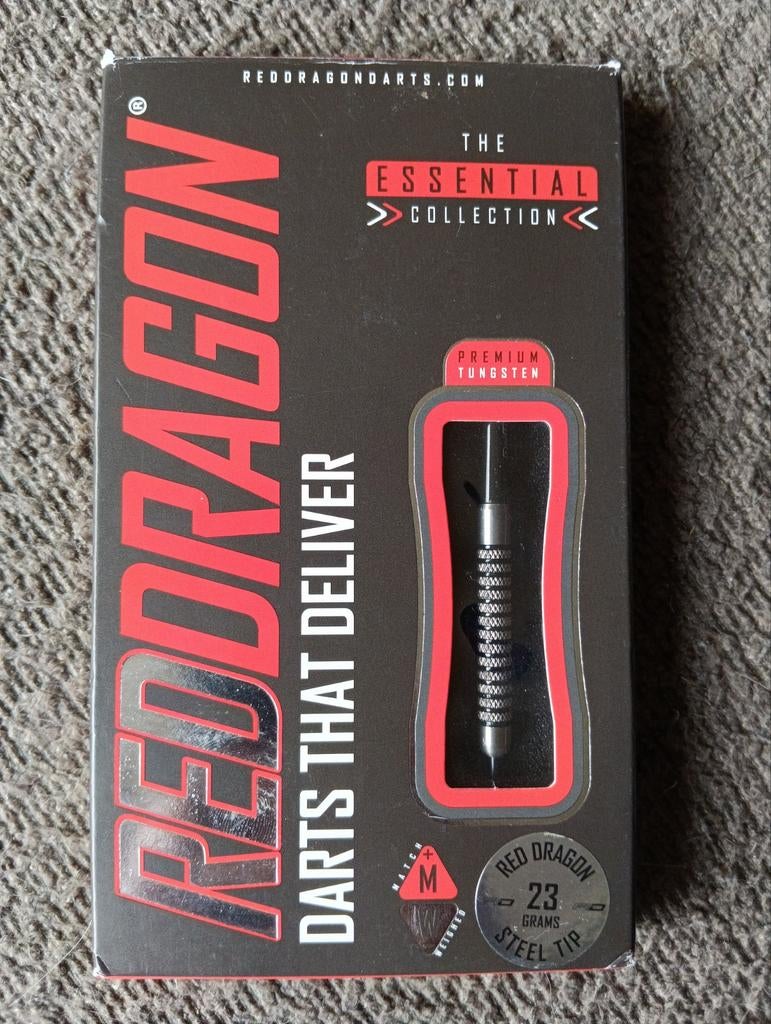 REDDRAGONDARTS.COM
REDDRAGON®
DARTS THAT DELIVER
THE
ESSENTIAL
COLLECTION
PREMIUM
TUNGSTEN
MATCH
+
M
W
WEIGHED
RED DRAGON
23
GRAMS
STEEL TIP